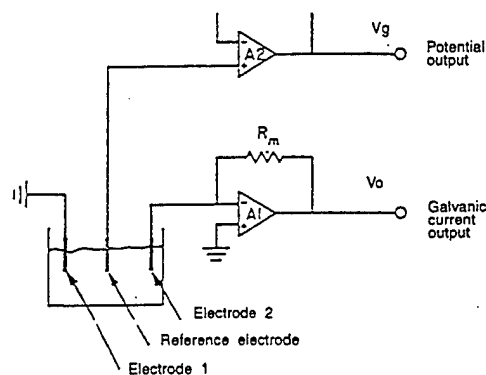 Vg
Potential
output
A2
-
+
Rm
Vo
A1
-
+
Galvanic
current
output
Electrode 2
Reference electrode
Electrode 1